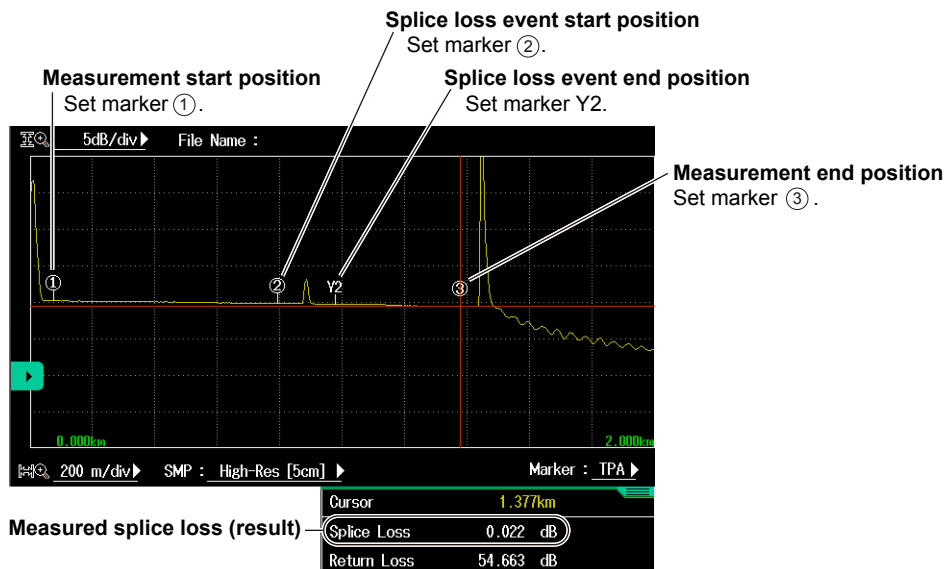 Splice loss event start position
Set marker ②.
Measurement start position
Set marker ①.
Splice loss event end position
Set marker Y2.
5dB/div
File Name :
Measurement end position
Set marker ③.
①
②
Y2
③
0.000km
2.000km
200 m/div
SMP : High-Res [5cm]
Marker : TPA
Cursor 1.377km
Measured splice loss (result)
Splice Loss 0.022 dB
Return Loss 54.663 dB